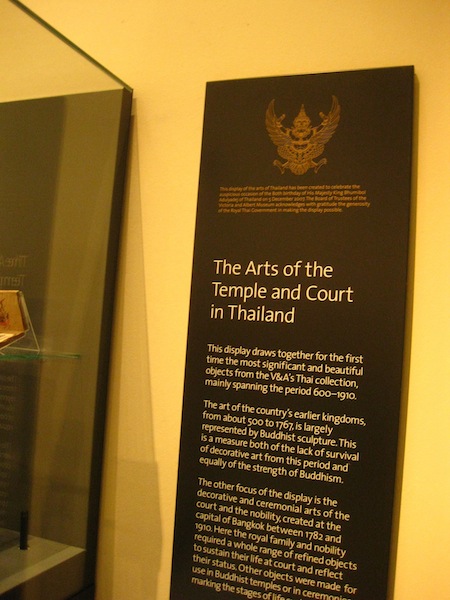 This display of the arts of Thailand has been created to celebrate the
auspicious occasion of the 80th birthday of His Majesty King Bhumibol
Adulyadej of Thailand on 5 December 2007. The Board of Trustees of the
Victoria and Albert Museum acknowledges with gratitude the generosity
of the Royal Thai Government in making the display possible.
The Arts of the
Temple and Court
in Thailand
This display draws together for the first
time the most significant and beautiful
objects from the V&A's Thai collection,
mainly spanning the period 600–1910.
The art of the country's earlier kingdoms,
from about 500 to 1767, is largely
represented by Buddhist sculpture. This
is a measure both of the lack of survival
of decorative art from this period and
equally of the strength of Buddhism.
The other focus of the display is the
decorative and ceremonial arts of the
court and the nobility, created at the
capital of Bangkok between 1782 and
1910. Here the royal family and nobility
required a whole range of refined objects
to sustain their life at court and reflect
their status. Other objects were made for
use in Buddhist temples or in ceremonies
marking the stages of life